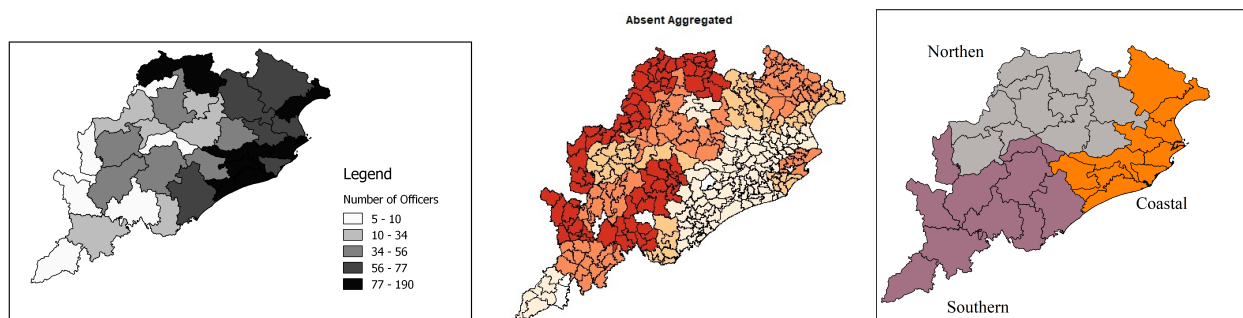 Legend
Number of Officers
5 - 10
10 - 34
34 - 56
56 - 77
77 - 190
Absent Aggregated
Northen
Coastal
Southern